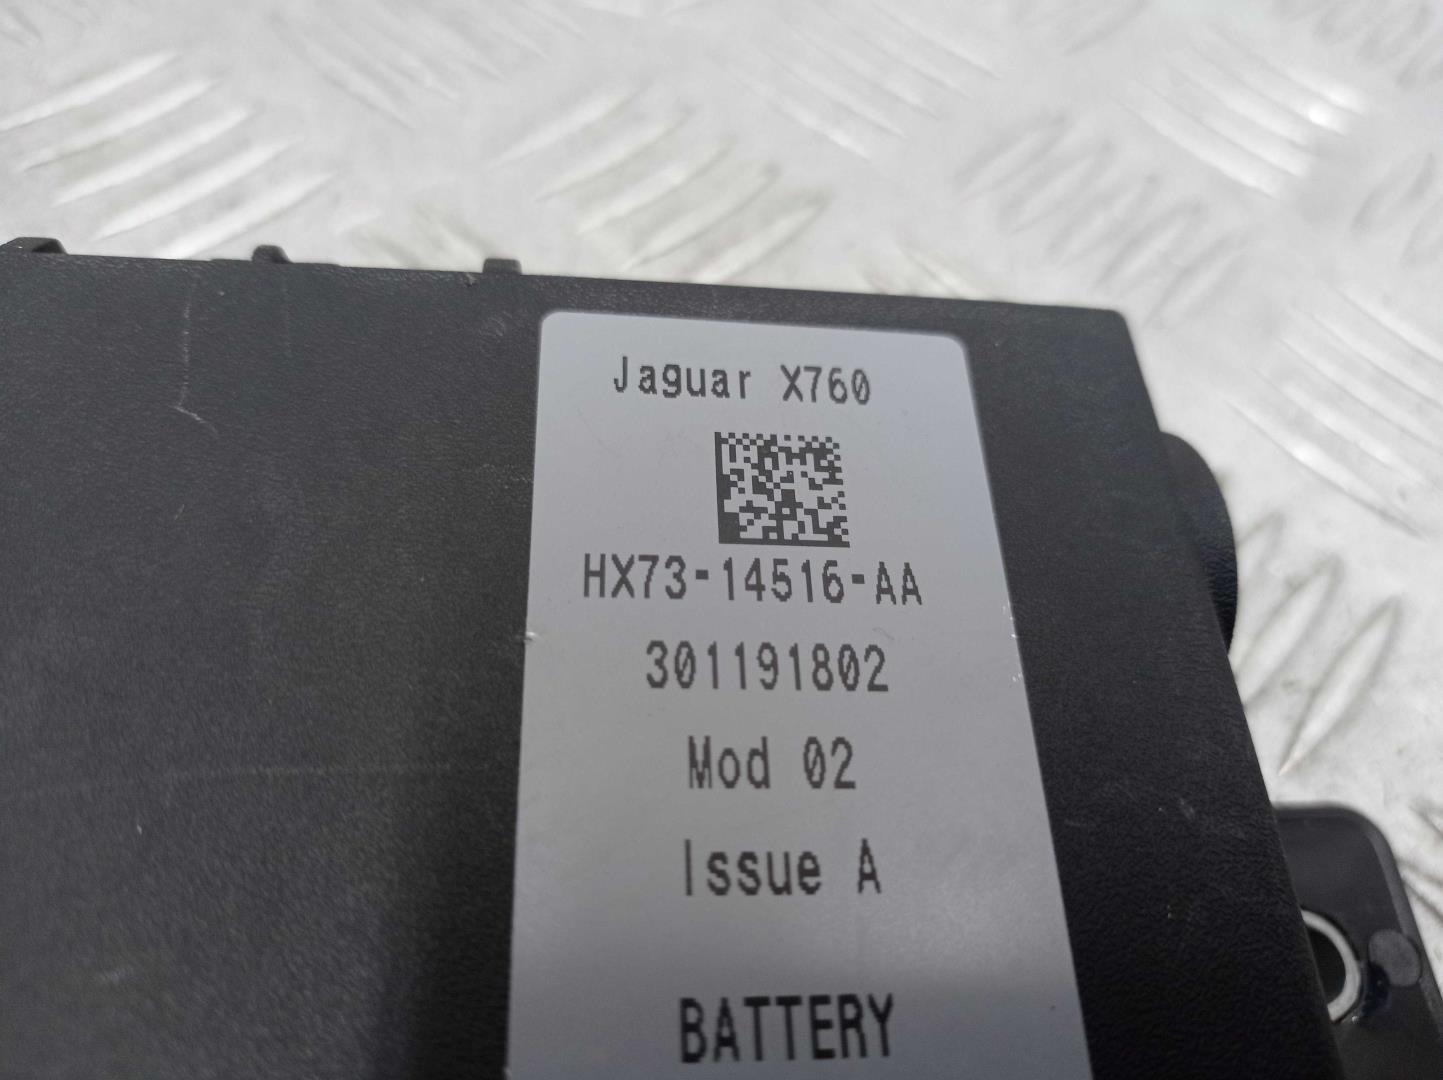 Jaguar X760
HX73-14516-AA
301191802
Mod 02
Issue A
BATTERY